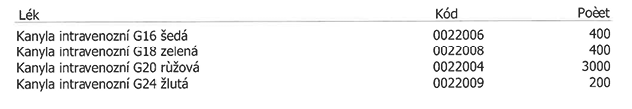 Lék Kód Poèet
Kanyla intravenozní G16 šedá 0022006 400
Kanyla intravenozní G18 zelená 0022008 400
Kanyla intravenozní G20 rùžová 0022004 3000
Kanyla intravenozní G24 žlutá 0022009 200